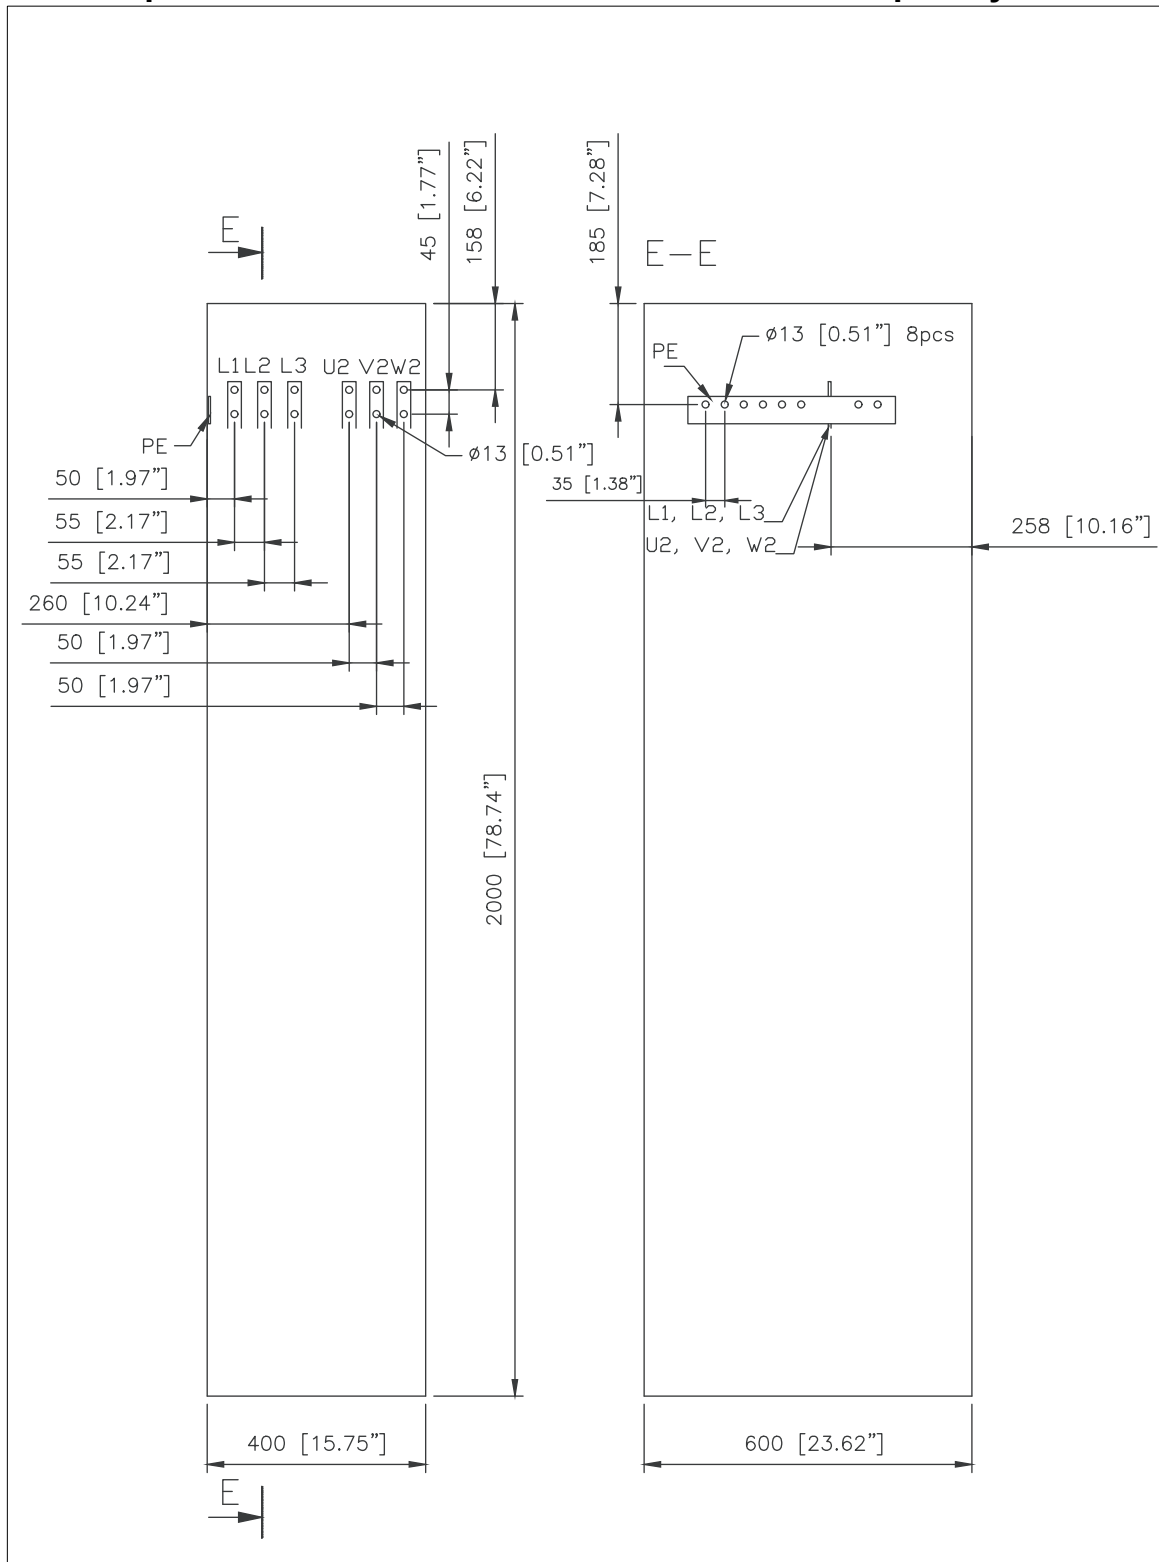 45 [1.77”]
158 [6.22”]
185 [7.28”]
E
E–E
ø13 [0.51”] 8pcs
PE
L1 L2 L3 U2 V2 W2
PE
ø13 [0.51”]
50 [1.97”]
35 [1.38”]
L1, L2, L3
55 [2.17”]
258 [10.16”]
U2, V2, W2
55 [2.17”]
260 [10.24”]
50 [1.97”]
50 [1.97”]
2000 [78.74”]
400 [15.75”]
600 [23.62”]
E